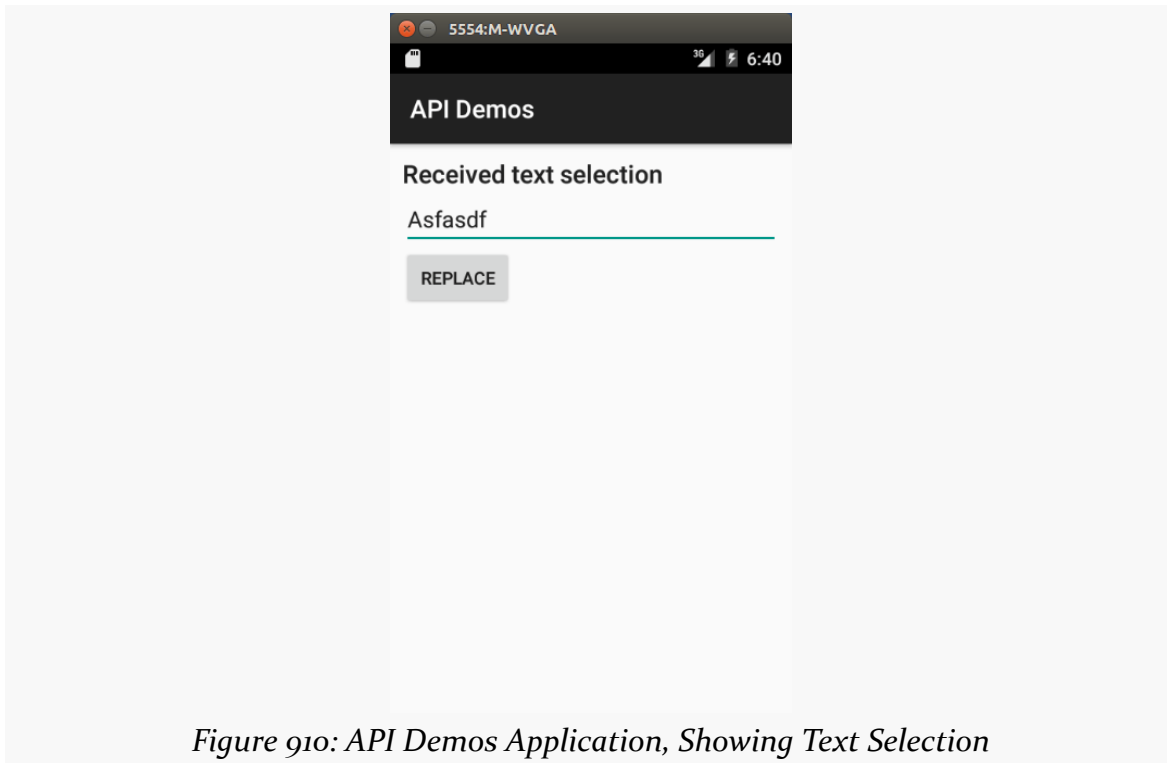 5554:M-WVGA
3G 6:40
API Demos
Received text selection
Asfasdf
REPLACE
Figure 910: API Demos Application, Showing Text Selection